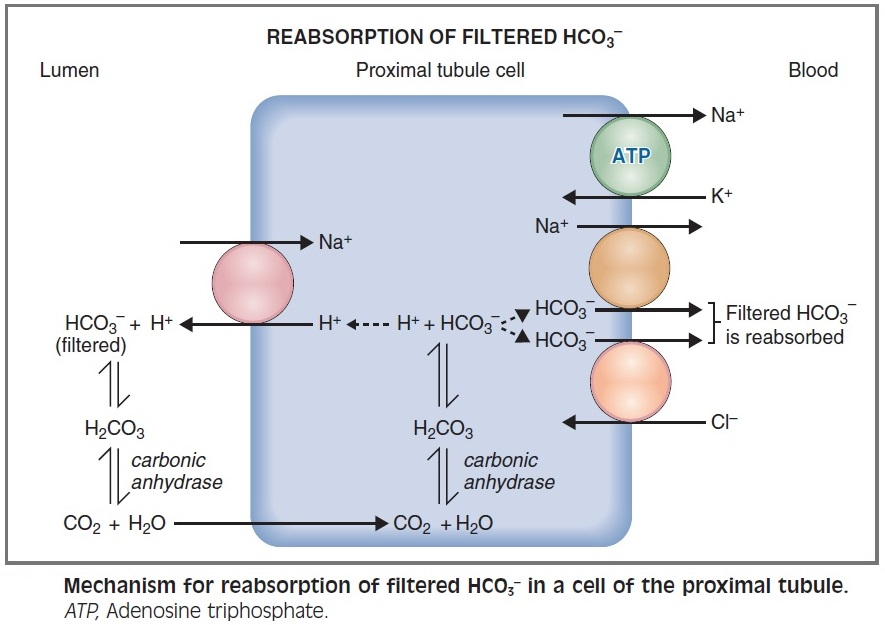 REABSORPTION OF FILTERED HCO₃⁻
Lumen
Proximal tubule cell
Blood
ATP
Na⁺
K⁺
Na⁺
Na⁺
HCO₃⁻ + H⁺
(filtered)
H⁺
H⁺ + HCO₃⁻
HCO₃⁻
HCO₃⁻
Filtered HCO₃⁻
is reabsorbed
Cl⁻
H₂CO₃
carbonic
anhydrase
CO₂ + H₂O
H₂CO₃
carbonic
anhydrase
CO₂ + H₂O
Mechanism for reabsorption of filtered HCO₃⁻ in a cell of the proximal tubule.
ATP, Adenosine triphosphate.